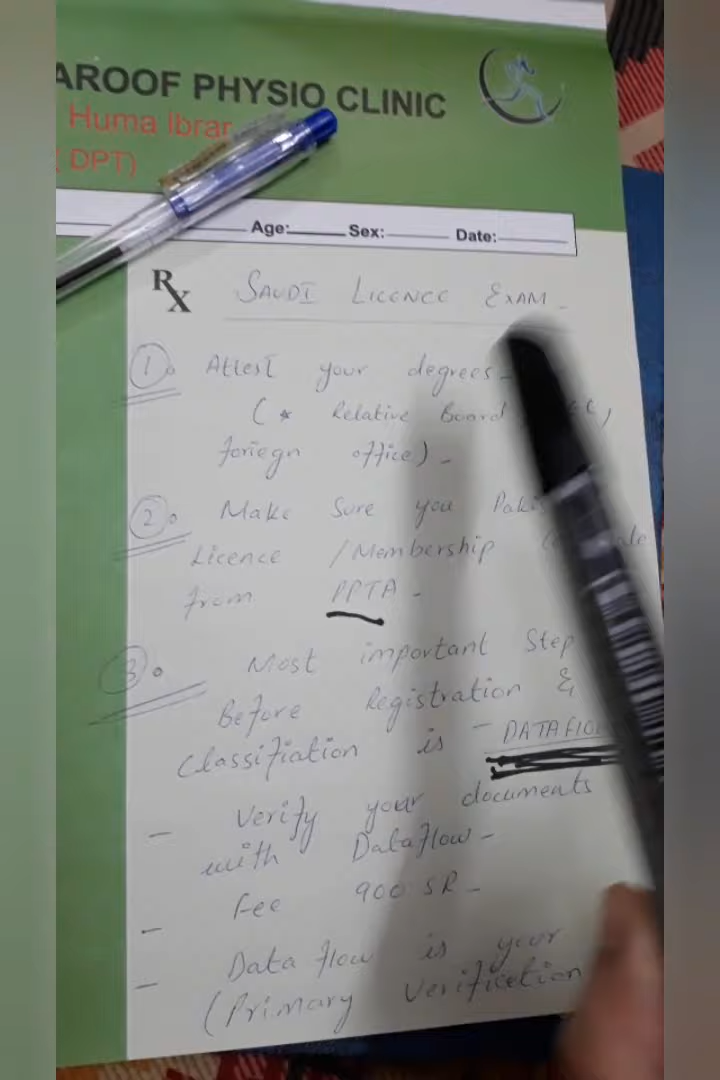 AROOF PHYSIO CLINIC
Huma Ibrar
( DPT)
Age: Sex: Date:
Rx SAUDI LICENCE EXAM -
1 Attest your degrees -
( * Relative Board,
foriegn office) -
2 Make Sure you
Licence / Membership
from PPTA -
3 Most important Step
Before Registration &
classifiation is - DATAFLO
- Verify your documents
with Dataflow -
- Fee 900 SR -
- Data flow is your
(Primary Verification